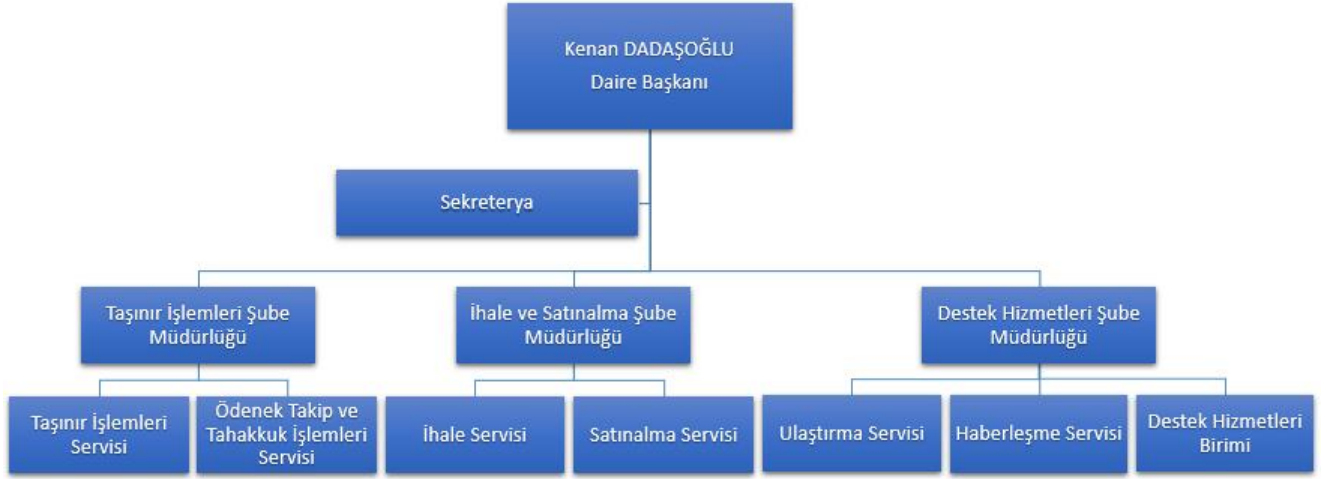 Kenan DADAŞOĞLU
Daire Başkanı
Sekreterya
Taşınır İşlemleri Şube
Müdürlüğü
İhale ve Satınalma Şube
Müdürlüğü
Destek Hizmetleri Şube
Müdürlüğü
Taşınır İşlemleri
Servisi
Ödenek Takip ve
Tahakkuk İşlemleri
Servisi
İhale Servisi
Satınalma Servisi
Ulaştırma Servisi
Haberleşme Servisi
Destek Hizmetleri
Birimi